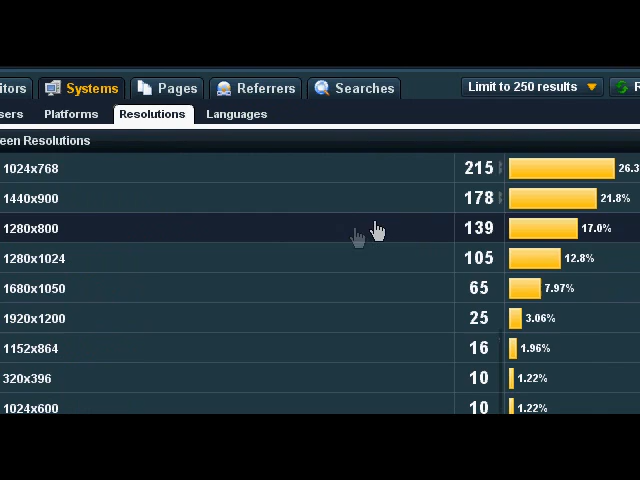 itors Systems Pages Referrers Searches Limit to 250 results R
sers Platforms Resolutions Languages
een Resolutions
1024x768 215 26.3
1440x900 178 21.8%
1280x800 139 17.0%
1280x1024 105 12.8%
1680x1050 65 7.97%
1920x1200 25 3.06%
1152x864 16 1.96%
320x396 10 1.22%
1024x600 10 1.22%